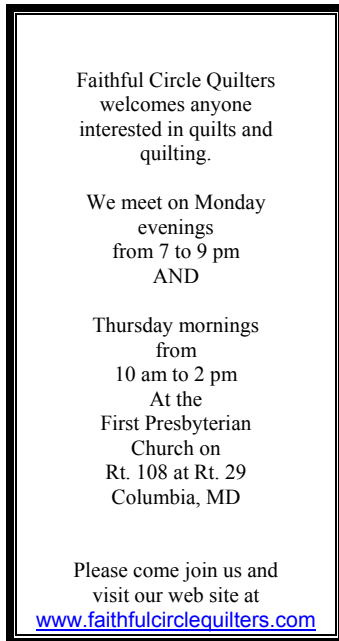 Faithful Circle Quilters
welcomes anyone
interested in quilts and
quilting.
We meet on Monday
evenings
from 7 to 9 pm
AND
Thursday mornings
from
10 am to 2 pm
At the
First Presbyterian
Church on
Rt. 108 at Rt. 29
Columbia, MD
Please come join us and
visit our web site at
www.faithfulcirclequilters.com